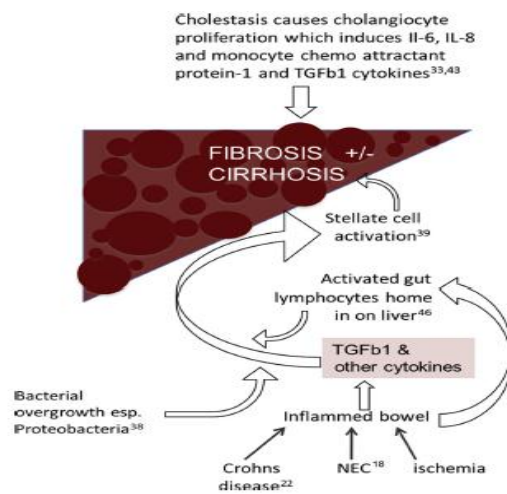 Cholestasis causes cholangiocyte
proliferation which induces Il-6, IL-8
and monocyte chemo attractant
protein-1 and TGFb1 cytokines33,43
FIBROSIS +/-
CIRRHOSIS
Stellate cell
activation39
Activated gut
lymphocytes home
in on liver46
TGFb1 &
other cytokines
Bacterial
overgrowth esp.
Proteobacteria38
Inflammed bowel
Crohns
disease22
NEC18
ischemia